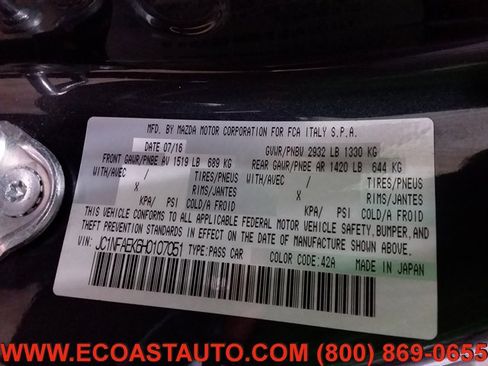 MFD. BY MAZDA MOTOR CORPORATION FOR FCA ITALY S.P.A.
DATE 07/16 GVWR/PNBV 2932 LB 1330 KG
FRONT GAWR/PNBE AV 1519 LB 689 KG REAR GAWR/PNBE AR 1420 LB 644 KG
WITH/AVEC / X TIRES/PNEUS WITH/AVEC / X TIRES/PNEUS
X RIMS/JANTES X RIMS/JANTES
KPA/ PSI COLD/A FROID KPA/ PSI COLD/A FROID
THIS VEHICLE CONFORMS TO ALL APPLICABLE FEDERAL MOTOR VEHICLE SAFETY, BUMPER, AND
THEFT PREVENTION STANDARDS IN EFFECT ON THE DATE OF MANUFACTURE SHOWN ABOVE.
VIN: JC1NFAEK6H0107051 TYPE: PASS CAR COLOR CODE: 42A MADE IN JAPAN
WWW.ECOASTAUTO.COM (800) 869-0655